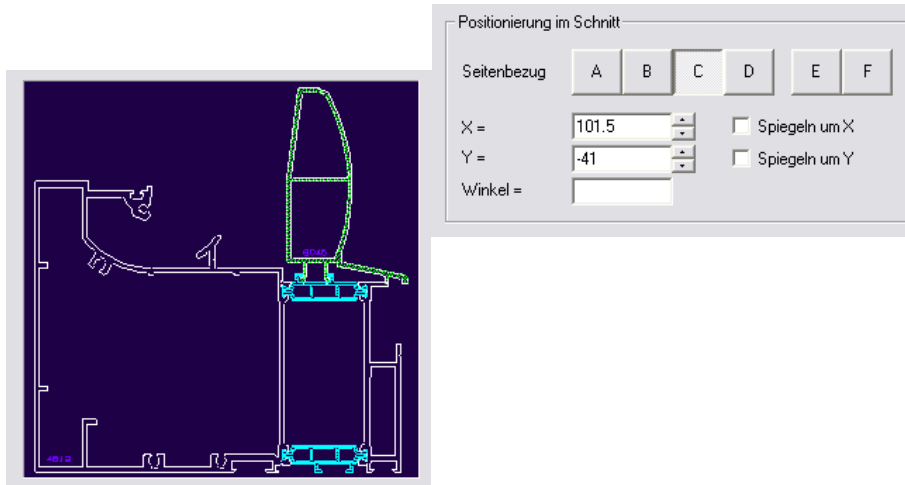 Positionierung im Schnitt
Seitenbezug A B C D E F
X = 101.5 Spiegeln um X
Y = -41 Spiegeln um Y
Winkel =